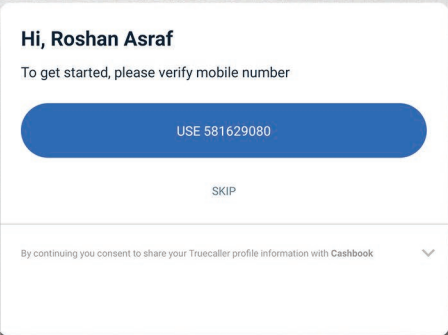 Hi, Roshan Asraf
To get started, please verify mobile number
USE 581629080
SKIP
By continuing you consent to share your Truecaller profile information with Cashbook